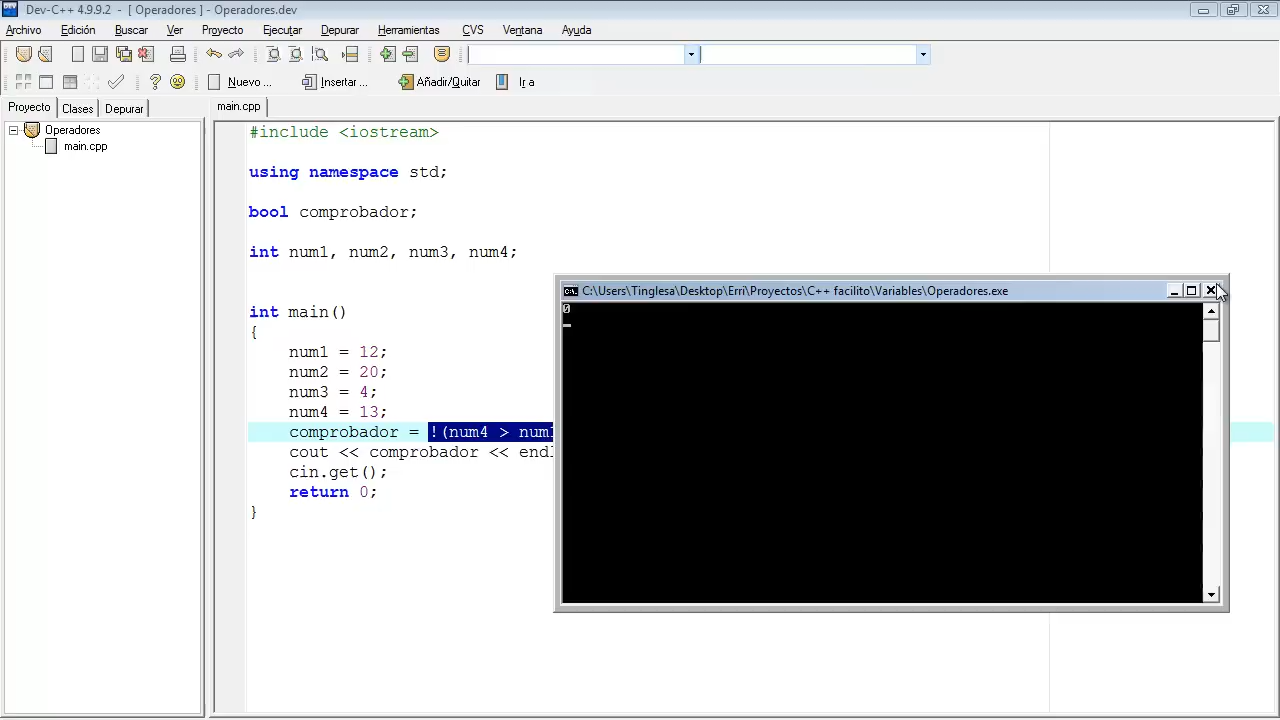 Dev-C++ 4.9.9.2 - [ Operadores ] - Operadores.dev
Archivo Edición Buscar Ver Proyecto Ejecutar Depurar Herramientas CVS Ventana Ayuda
Nuevo ... Insertar ... Añadir/Quitar Ir a
Proyecto Clases Depurar main.cpp
Operadores
main.cpp
#include <iostream>
using namespace std;
bool comprobador;
int num1, num2, num3, num4;
int main()
{
num1 = 12;
num2 = 20;
num3 = 4;
num4 = 13;
comprobador = !(num4 > num1
cout << comprobador << endl
cin.get();
return 0;
}
C:\Users\Tinglesa\Desktop\Erri\Proyectos\C++ facilito\Variables\Operadores.exe
0